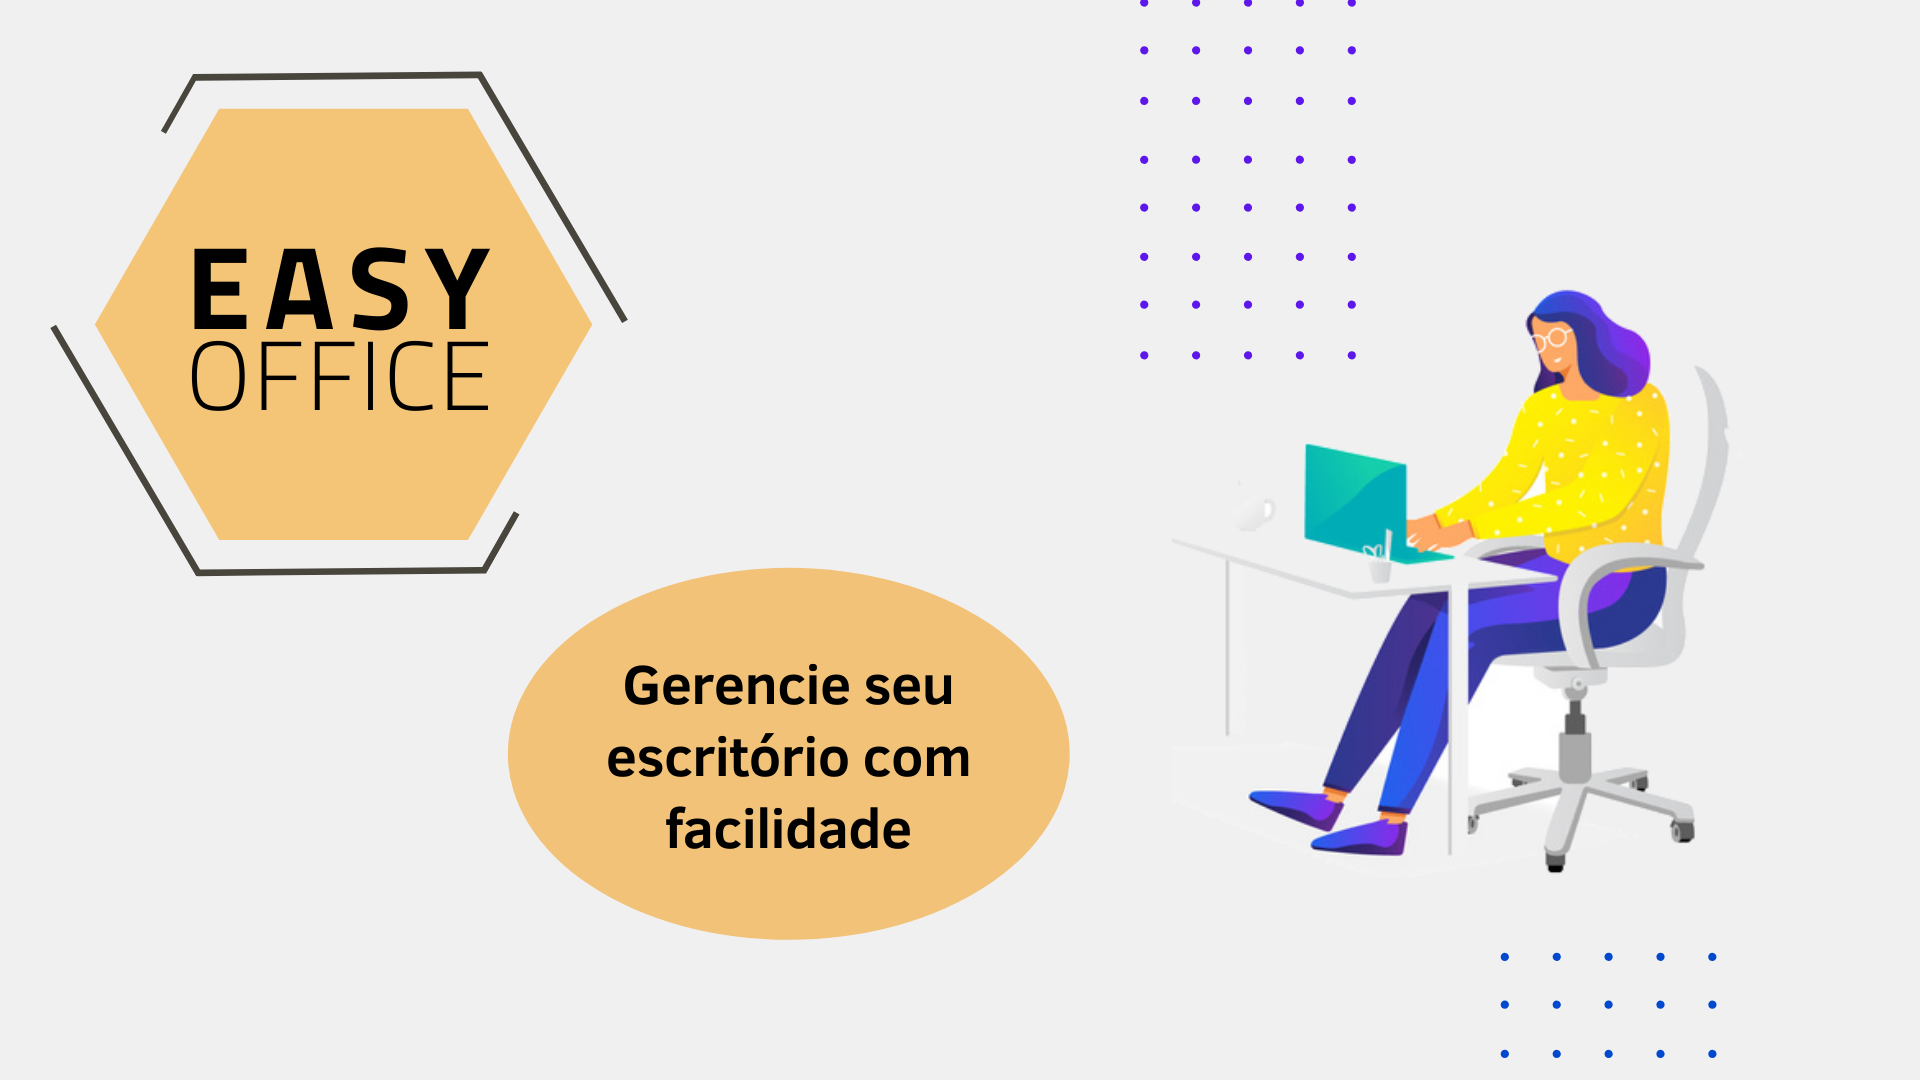 EASY
OFFICE
Gerencie seu
escritório com
facilidade